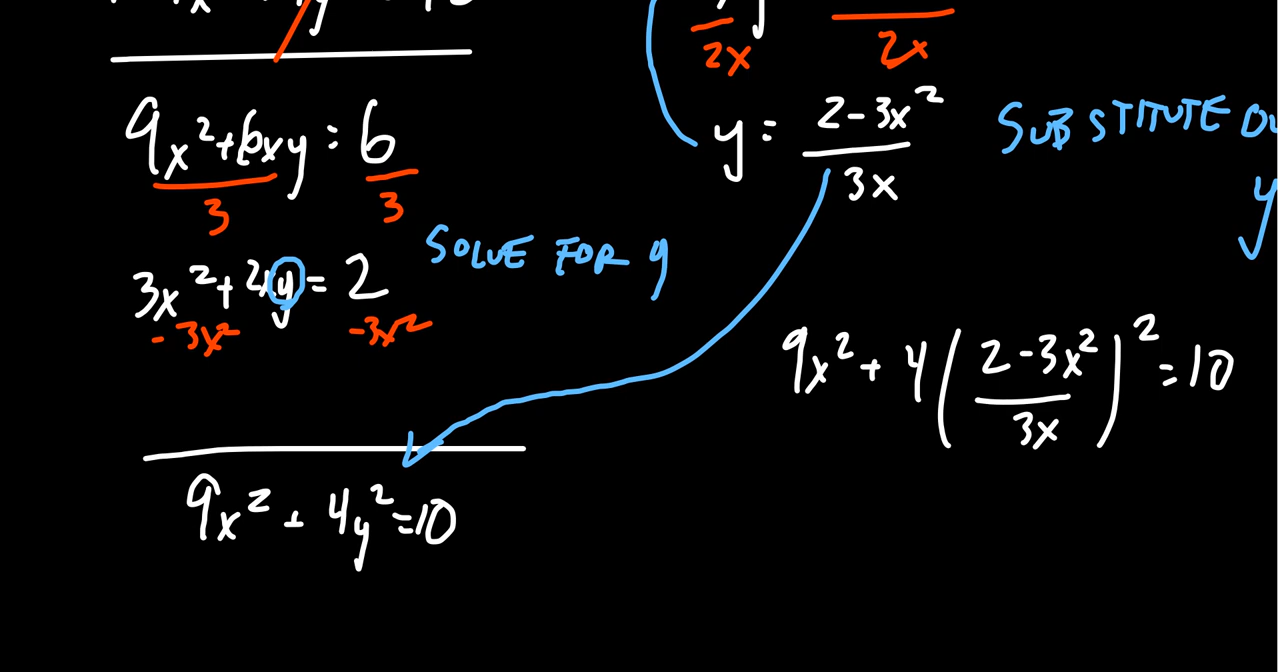 2x 2x
9x²+6xy = 6
3 3
3x²+2xy = 2
-3x² -3x²
SOLVE FOR y
9x² + 4y² = 10
y = (2-3x²)/(3x)
SUBSTITUTE
y
9x² + 4((2-3x²)/(3x))² = 10